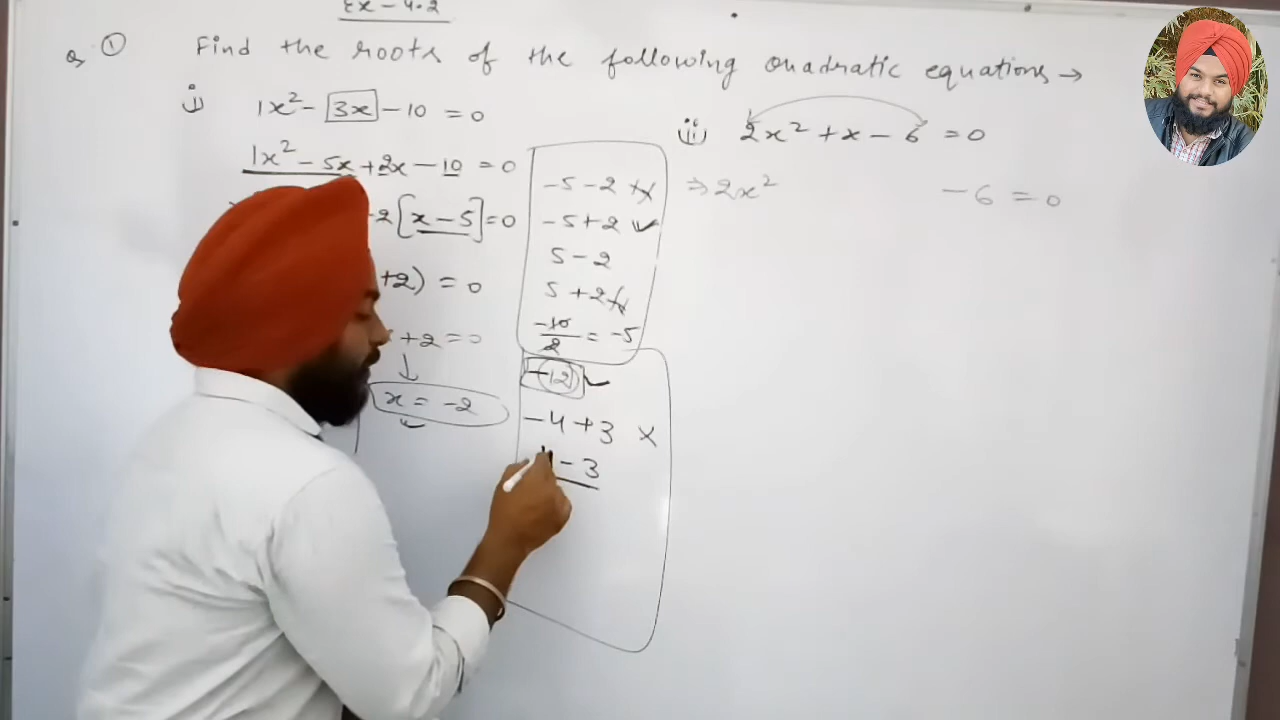 Q ① Find the roots of the following quadratic equations →
i) 1x² - 3x - 10 = 0
1x² - 5x + 2x - 10 = 0
2[x - 5] = 0
+2) = 0
+2 = 0
x = -2
-5 - 2 ×
-5 + 2 ✓
5 - 2
5 + 2 ×
-10/2 = -5
-12 ✓
-4 + 3 ×
4 - 3
ii) 2x² + x - 6 = 0
⇒ 2x² - 6 = 0